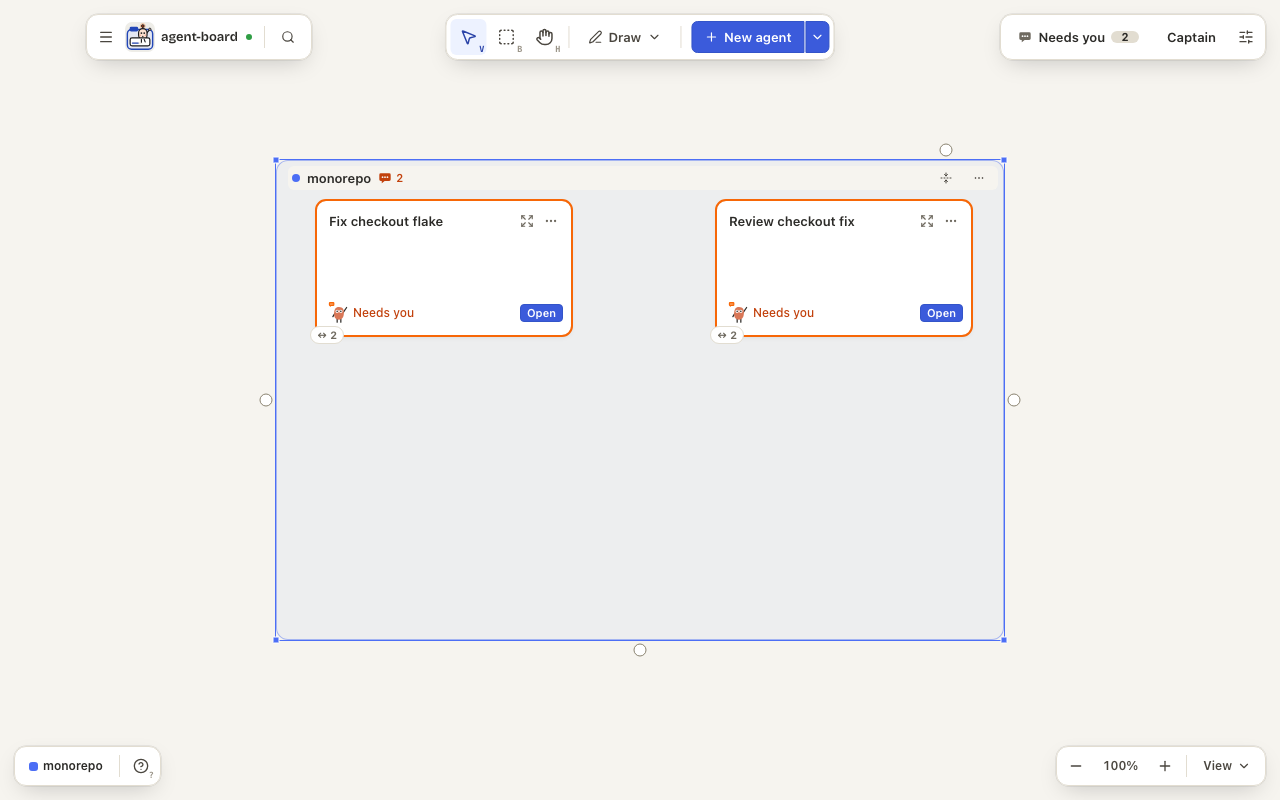 agent-board
V
B
H
Draw
New agent
Needs you 2
Captain
monorepo 2
Fix checkout flake
Needs you
Open
2
Review checkout fix
Needs you
Open
2
monorepo
?
100%
View